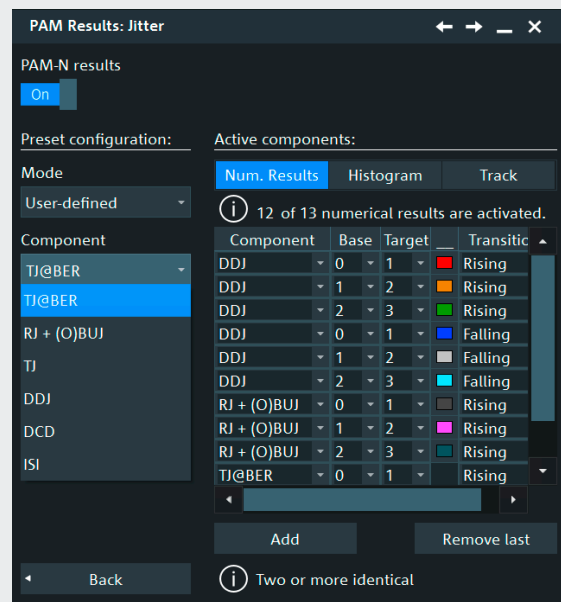 PAM Results: Jitter
PAM-N results
On
Preset configuration:
Mode
User-defined
Component
TJ@BER
TJ@BER
RJ + (O)BUJ
TJ
DDJ
DCD
ISI
Back
Active components:
Num. Results Histogram Track
12 of 13 numerical results are activated.
Component Base Target __ Transitic
DDJ 0 1 Rising
DDJ 1 2 Rising
DDJ 2 3 Rising
DDJ 0 1 Falling
DDJ 1 2 Falling
DDJ 2 3 Falling
RJ + (O)BUJ 0 1 Rising
RJ + (O)BUJ 1 2 Rising
RJ + (O)BUJ 2 3 Rising
TJ@BER 0 1 Rising
Add Remove last
Two or more identical